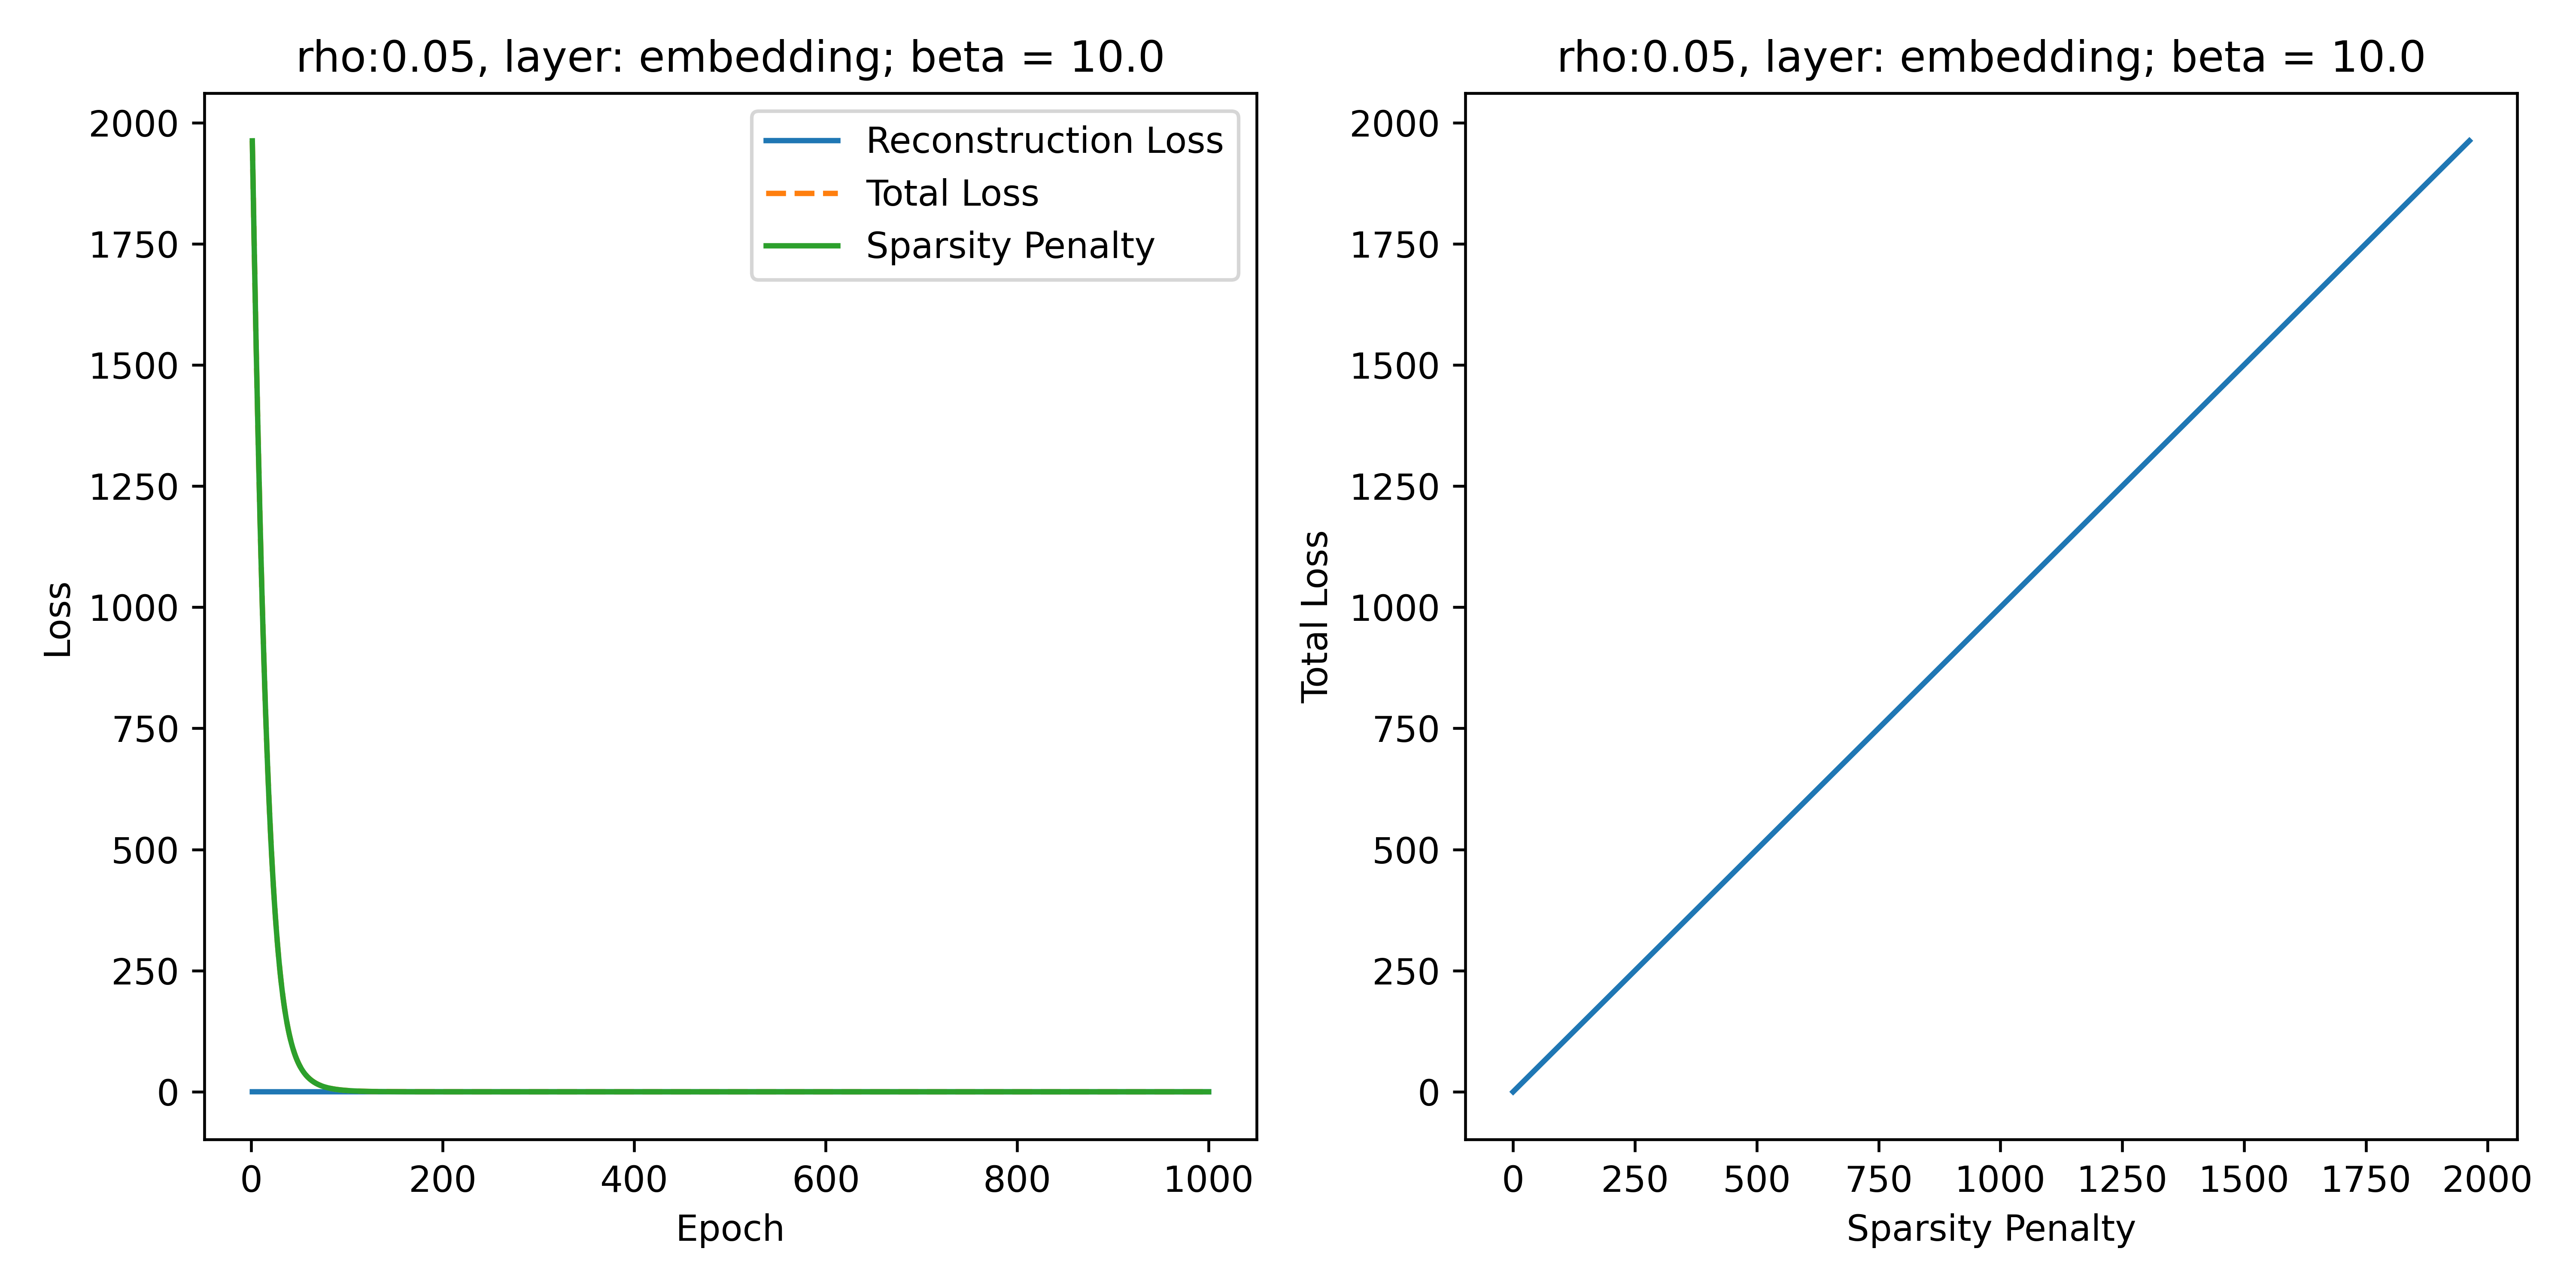 rho:0.05, layer: embedding; beta = 10.0
2000
1750
1500
1250
1000
750
500
250
0
Loss
Reconstruction Loss
Total Loss
Sparsity Penalty
0 200 400 600 800 1000
Epoch
rho:0.05, layer: embedding; beta = 10.0
2000
1750
1500
1250
1000
750
500
250
0
Total Loss
0 250 500 750 1000 1250 1500 1750 2000
Sparsity Penalty